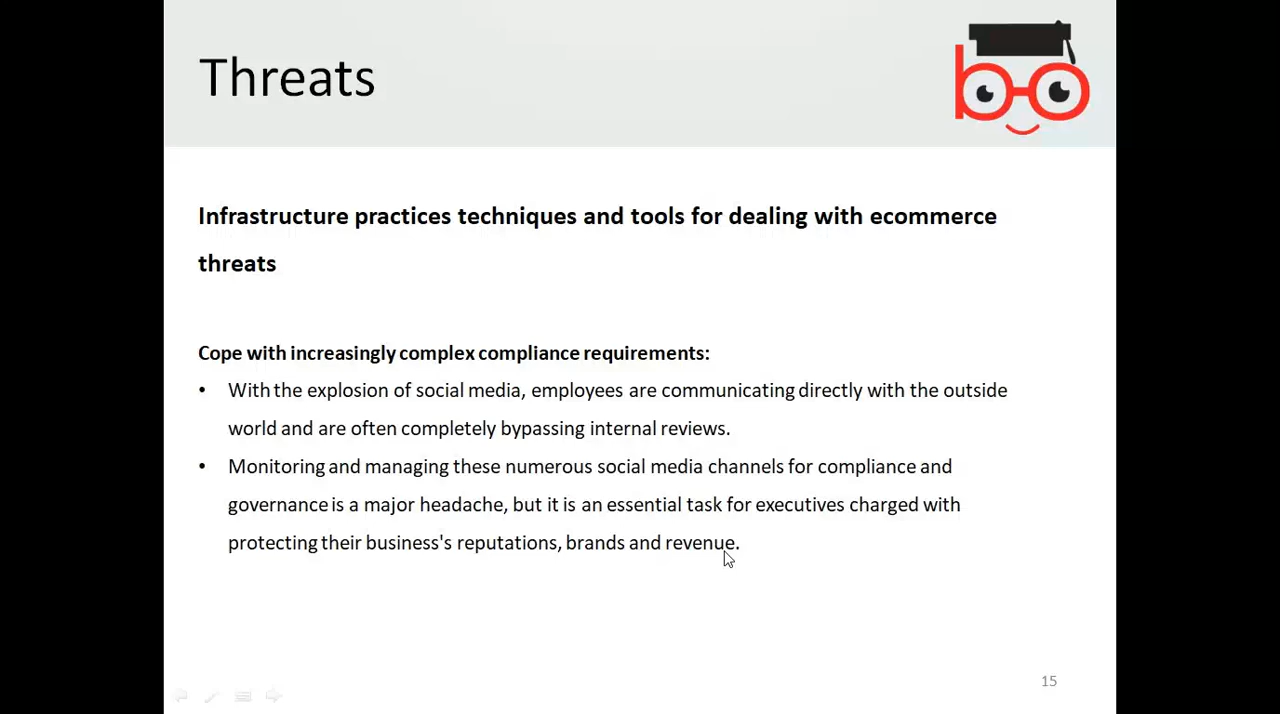 Threats
Infrastructure practices techniques and tools for dealing with ecommerce
threats
Cope with increasingly complex compliance requirements:
• With the explosion of social media, employees are communicating directly with the outside
world and are often completely bypassing internal reviews.
• Monitoring and managing these numerous social media channels for compliance and
governance is a major headache, but it is an essential task for executives charged with
protecting their business's reputations, brands and revenue.
15